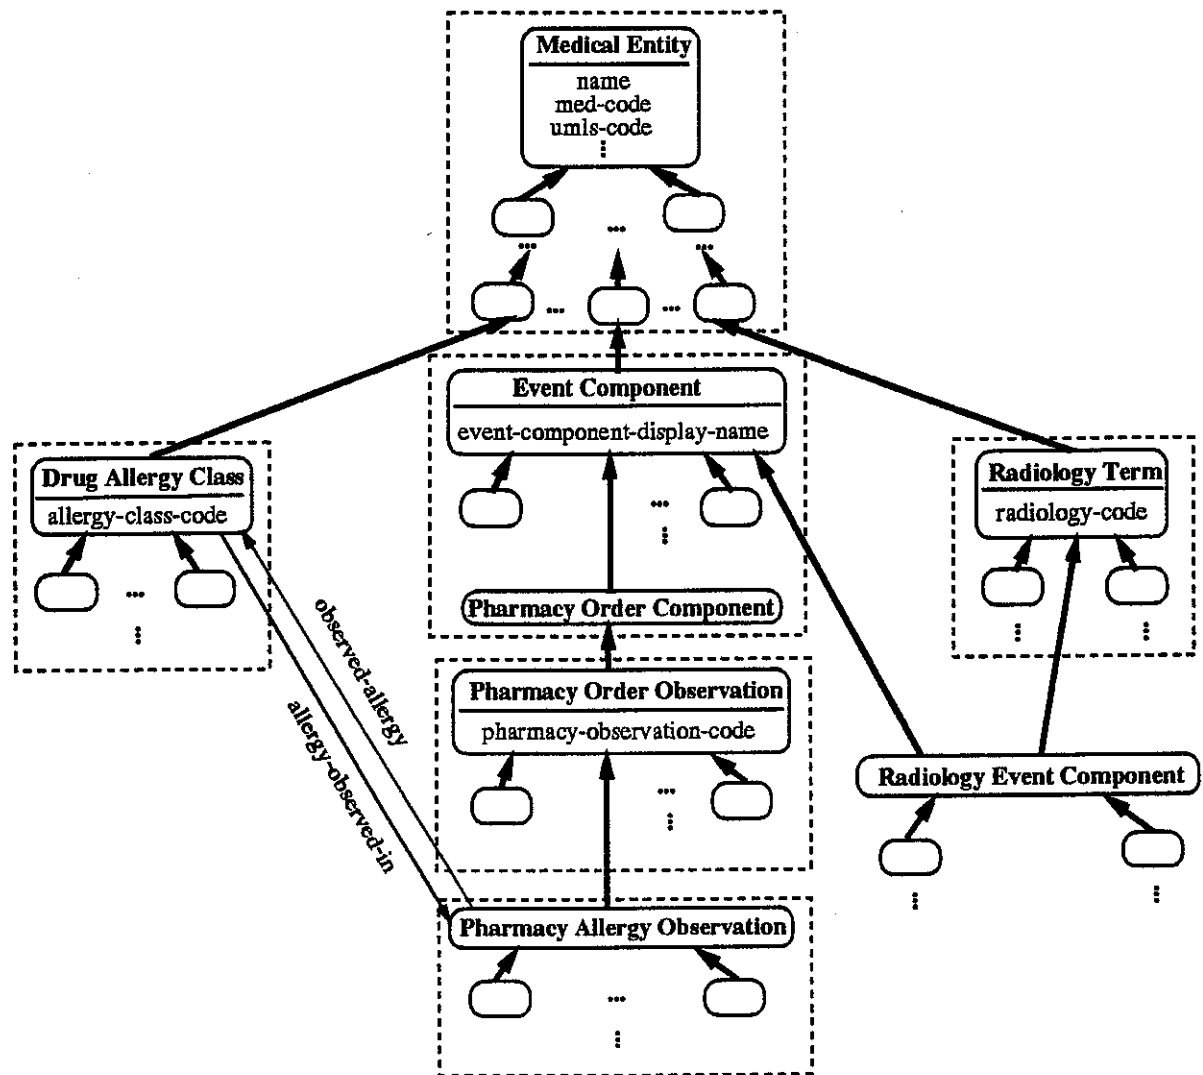 Medical Entity
name
med-code
umls-code
Event Component
event-component-display-name
Drug Allergy Class
allergy-class-code
Radiology Term
radiology-code
Pharmacy Order Component
observed-allergy
allergy-observed-in
Pharmacy Order Observation
pharmacy-observation-code
Radiology Event Component
Pharmacy Allergy Observation